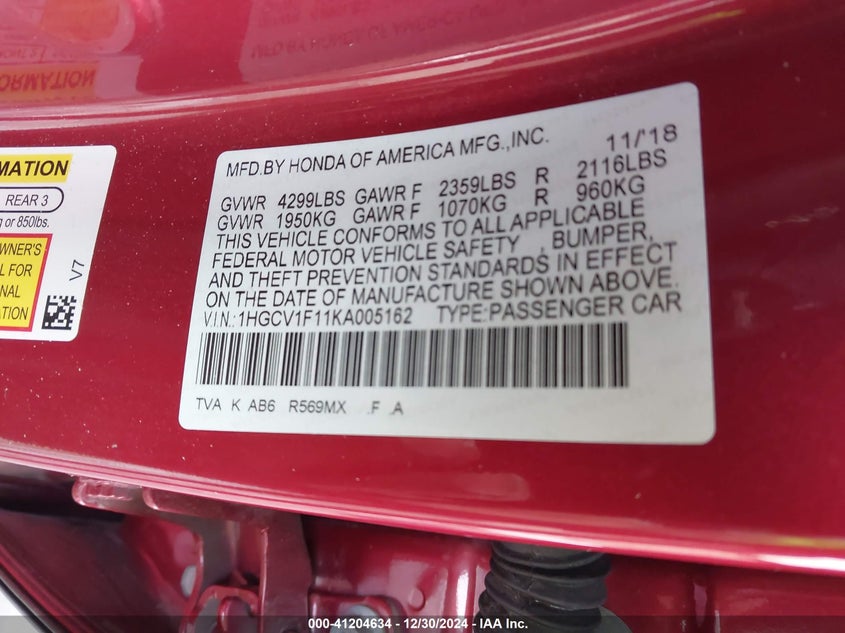 MFD.BY HONDA OF AMERICA MFG.,INC. 11/'18
GVWR 4299LBS GAWR F 2359LBS R 2116LBS
GVWR 1950KG GAWR F 1070KG R 960KG
THIS VEHICLE CONFORMS TO ALL APPLICABLE
FEDERAL MOTOR VEHICLE SAFETY , BUMPER,
AND THEFT PREVENTION STANDARDS IN EFFECT
ON THE DATE OF MANUFACTURE SHOWN ABOVE.
V.I.N.:1HGCV1F11KA005162 TYPE:PASSENGER CAR
TVA K AB6 R569MX .F .A
MATION
REAR 3
or 850lbs.
WNER'S
L FOR
NAL
ATION
V7
000-41204634 - 12/30/2024 - IAA Inc.